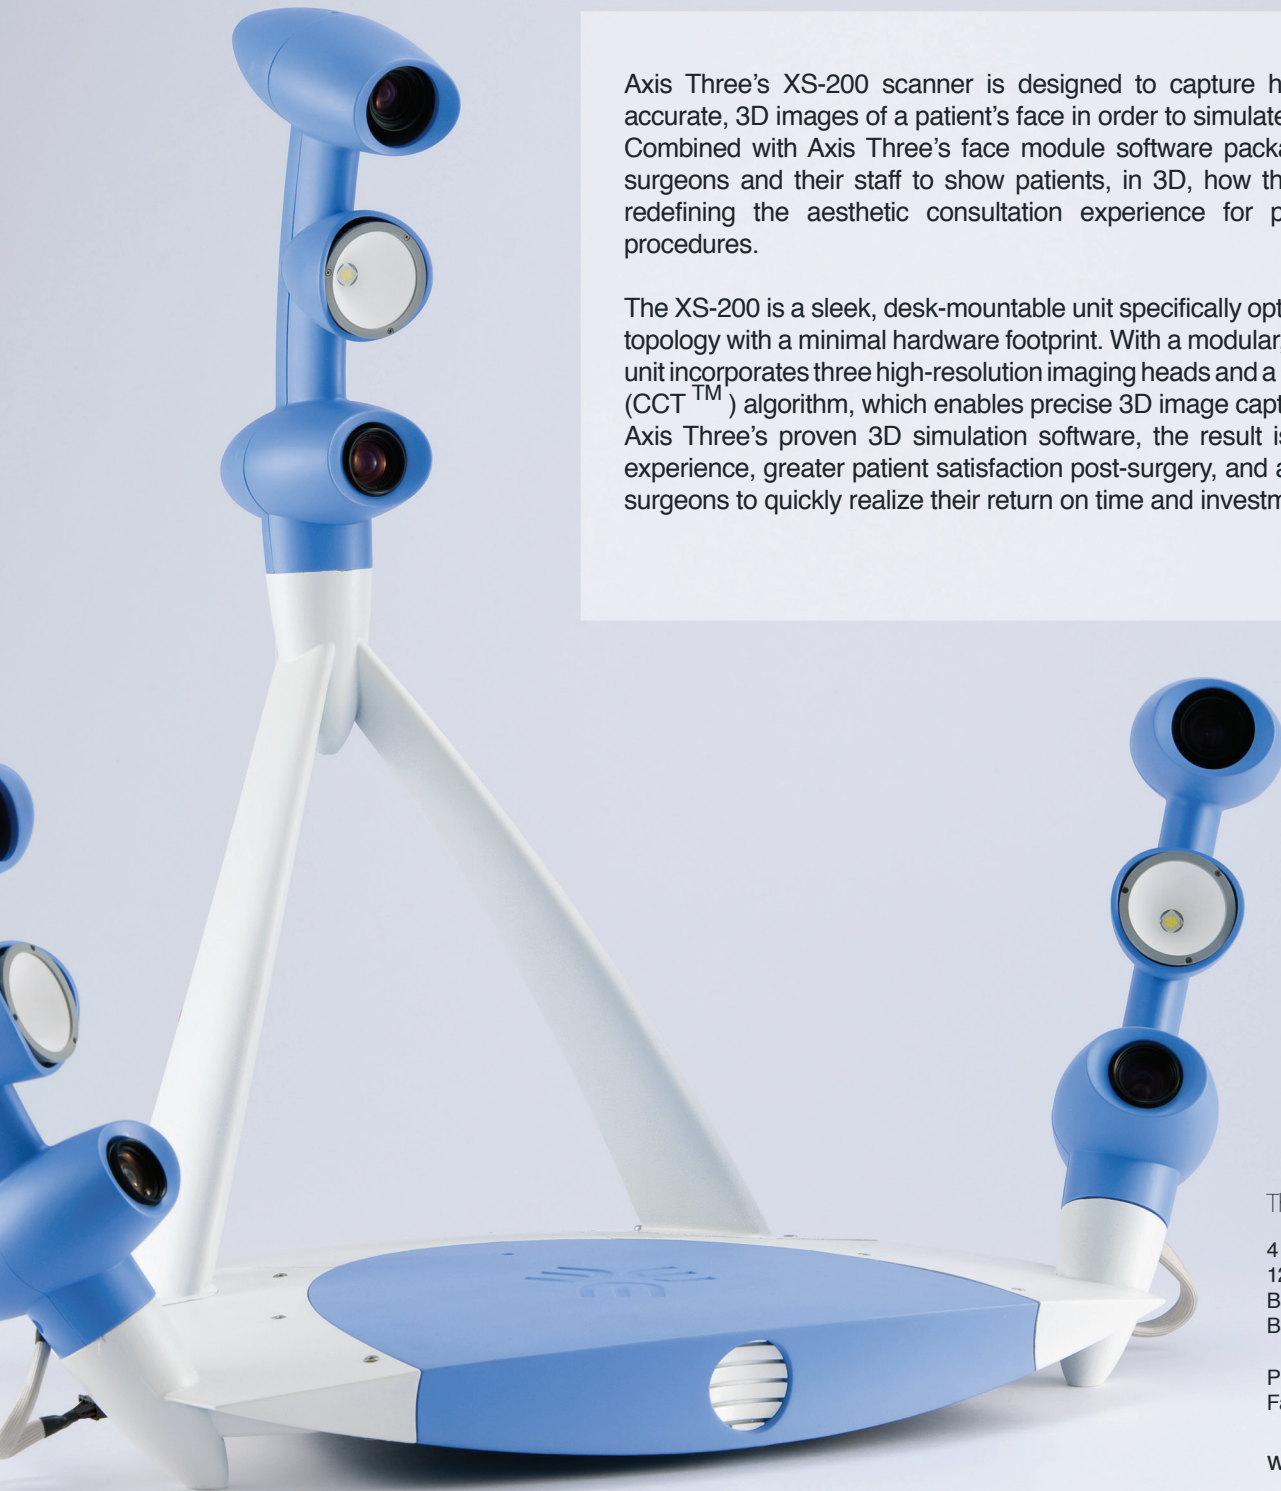 Axis Three’s XS-200 scanner is designed to capture h
accurate, 3D images of a patient’s face in order to simulate
Combined with Axis Three’s face module software packa
surgeons and their staff to show patients, in 3D, how th
redefining the aesthetic consultation experience for p
procedures.
The XS-200 is a sleek, desk-mountable unit specifically opt
topology with a minimal hardware footprint. With a modular,
unit incorporates three high-resolution imaging heads and a
(CCT™) algorithm, which enables precise 3D image capt
Axis Three’s proven 3D simulation software, the result is
experience, greater patient satisfaction post-surgery, and a
surgeons to quickly realize their return on time and investm
Th
4
12
B
B
P
Fa
w